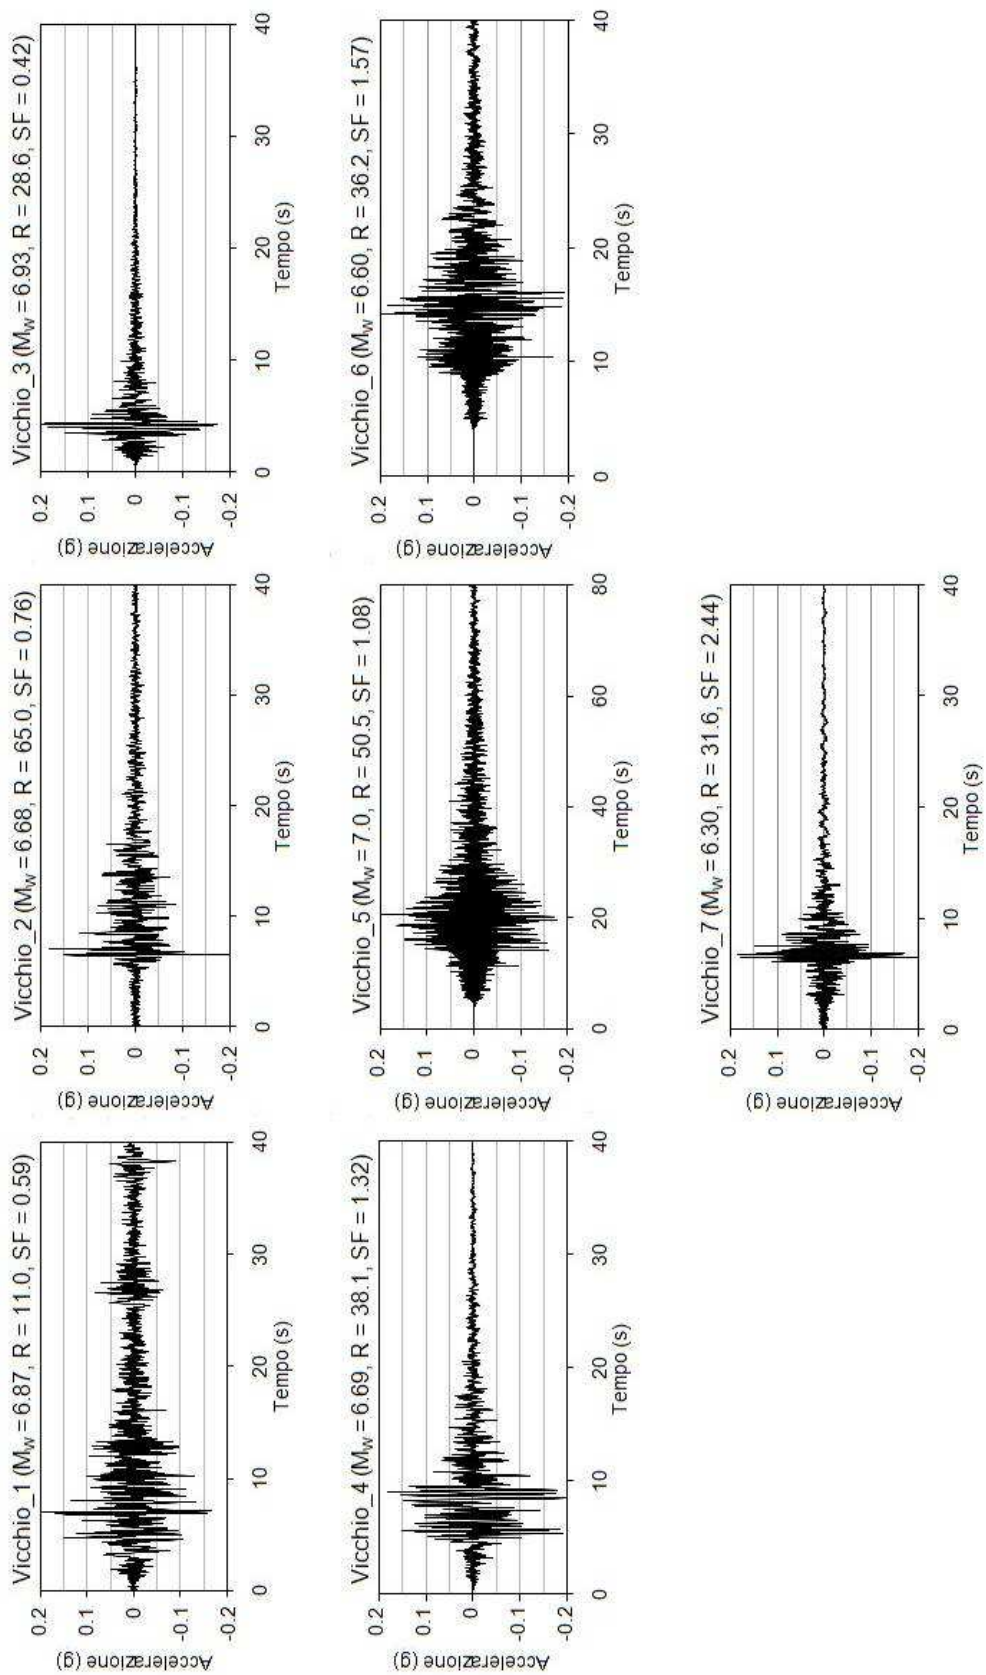 Vicchio_1 (Mw = 6.87, R = 11.0, SF = 0.59)
Accelerazione (g)
0.2
0.1
0
-0.1
-0.2
0 10 20 30 40
Tempo (s)
Vicchio_2 (Mw = 6.68, R = 65.0, SF = 0.76)
Accelerazione (g)
0.2
0.1
0
-0.1
-0.2
0 10 20 30 40
Tempo (s)
Vicchio_3 (Mw = 6.93, R = 28.6, SF = 0.42)
Accelerazione (g)
0.2
0.1
0
-0.1
-0.2
0 10 20 30 40
Tempo (s)
Vicchio_4 (Mw = 6.69, R = 38.1, SF = 1.32)
Accelerazione (g)
0.2
0.1
0
-0.1
-0.2
0 10 20 30 40
Tempo (s)
Vicchio_5 (Mw = 7.0, R = 50.5, SF = 1.08)
Accelerazione (g)
0.2
0.1
0
-0.1
-0.2
0 20 40 60 80
Tempo (s)
Vicchio_6 (Mw = 6.60, R = 36.2, SF = 1.57)
Accelerazione (g)
0.2
0.1
0
-0.1
-0.2
0 10 20 30 40
Tempo (s)
Vicchio_7 (Mw = 6.30, R = 31.6, SF = 2.44)
Accelerazione (g)
0.2
0.1
0
-0.1
-0.2
0 10 20 30 40
Tempo (s)